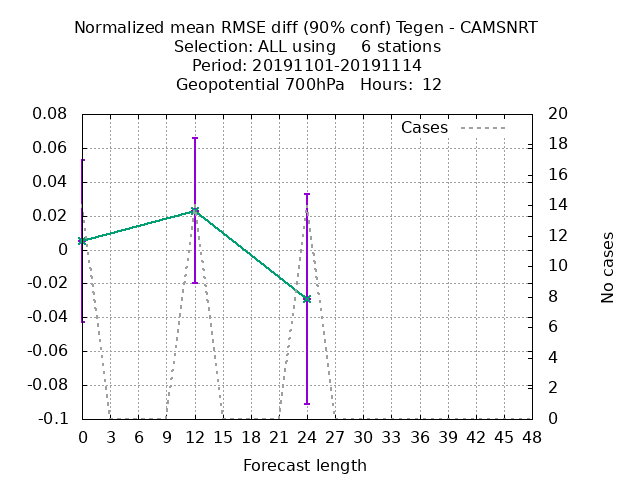 Normalized mean RMSE diff (90% conf) Tegen - CAMSNRT
Selection: ALL using     6 stations
Period: 20191101-20191114
Geopotential 700hPa   Hours:  12
Cases
0.08
0.06
0.04
0.02
0
-0.02
-0.04
-0.06
-0.08
-0.1
20
18
16
14
12
10
8
6
4
2
0
No cases
0 3 6 9 12 15 18 21 24 27 30 33 36 39 42 45 48
Forecast length